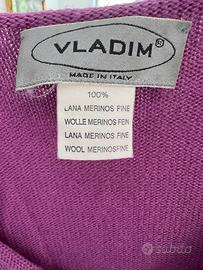 VLADIM®
MADE IN ITALY
100%
LANA MERINOS FINE
WOLLE MERINOS FEIN
LANA MERINOS FINE
WOOL MERINOSFINE
subito